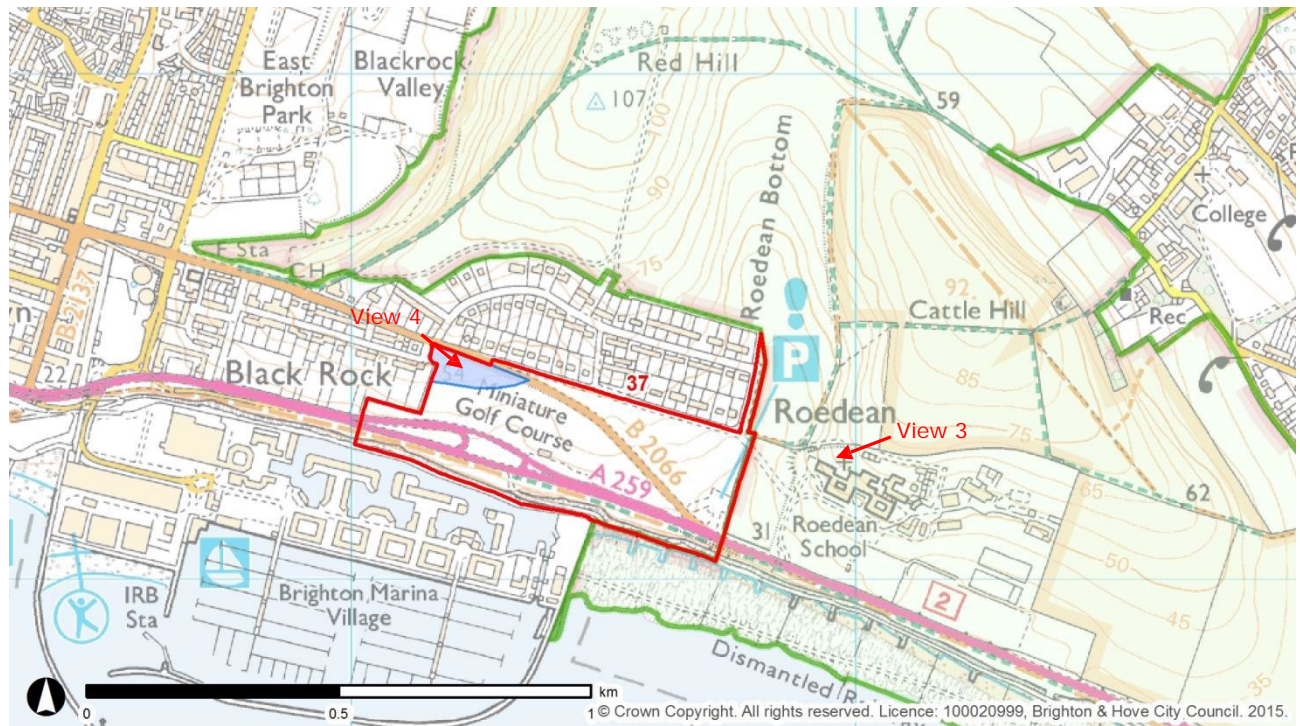 East
Brighton
Park
Blackrock
Valley
Red Hill
107
100
90
75
59
College
Rec
Roedean Bottom
92
Cattle Hill
85
75
F Sta
CH
B 2137
View 4
22
Black Rock
37
Miniature
Golf Course
B 2066
A 259
P
Roedean
View 3
65
62
31
Roedean
School
2
55
45
35
IRB
Sta
Brighton Marina
Village
Dismantled
0
0.5
1
km
© Crown Copyright. All rights reserved. Licence: 100020999, Brighton & Hove City Council. 2015.